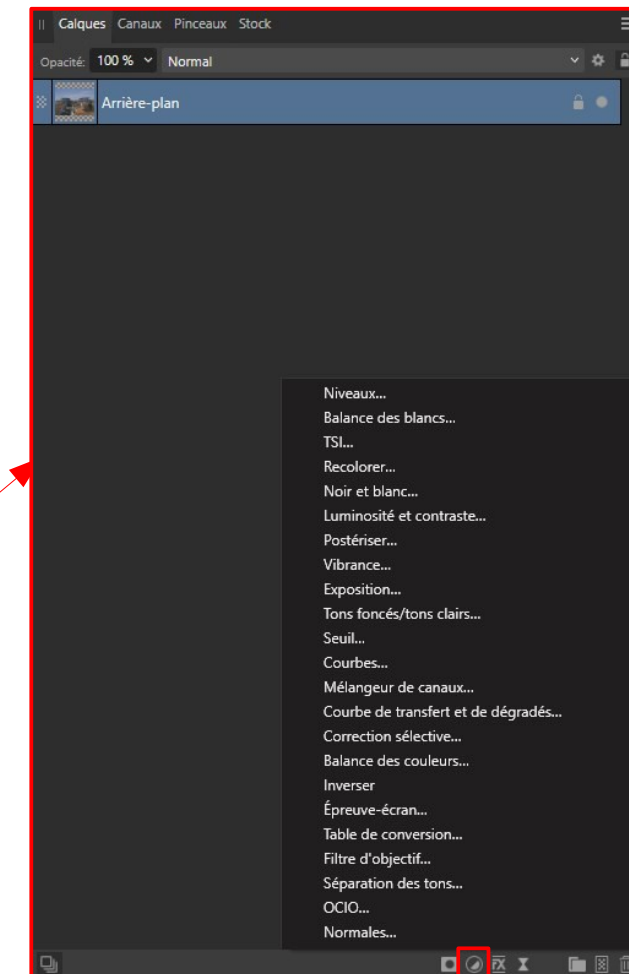 Calques Canaux Pinceaux Stock
Opacité: 100 % Normal
Arrière-plan
Niveaux...
Balance des blancs...
TSI...
Recolorer...
Noir et blanc...
Luminosité et contraste...
Postériser...
Vibrance...
Exposition...
Tons foncés/tons clairs...
Seuil...
Courbes...
Mélangeur de canaux...
Courbe de transfert et de dégradés...
Correction sélective...
Balance des couleurs...
Inverser
Épreuve-écran...
Table de conversion...
Filtre d'objectif...
Séparation des tons...
OCIO...
Normales...